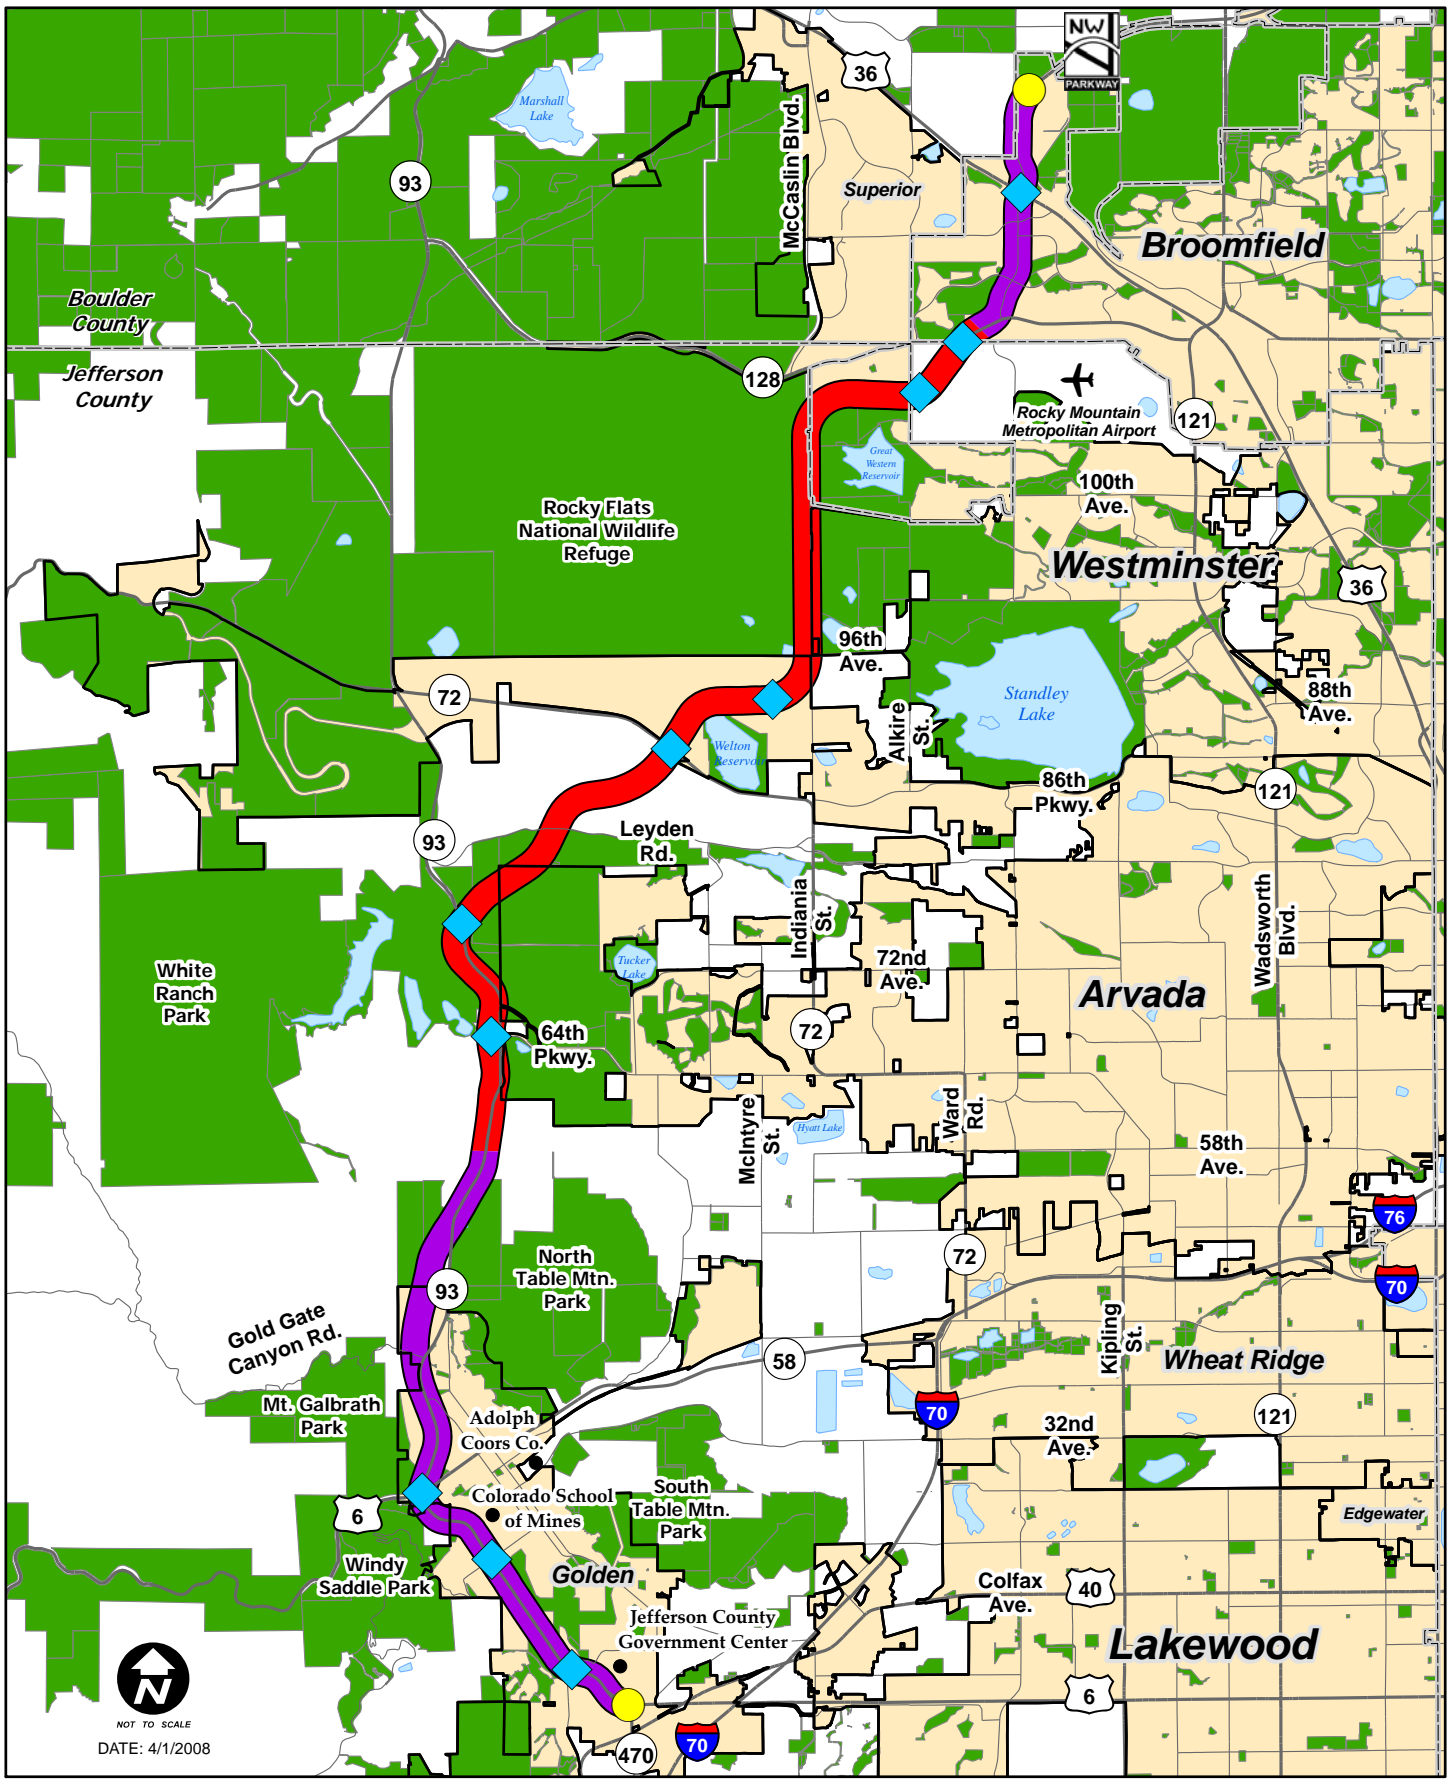 NW
PARKWAY
36
Marshall
Lake
McCaslin Blvd.
93
Superior
Broomfield
Boulder
County
Jefferson
County
128
Rocky Mountain
Metropolitan Airport
121
Great
Western
Reservoir
100th
Ave.
Rocky Flats
National Wildlife
Refuge
Westminster
36
96th
Ave.
72
Standley
Lake
88th
Ave.
Alkire
St.
Welton
Reservoir
86th
Pkwy.
121
93
Leyden
Rd.
Indiania
St.
Wadsworth
Blvd.
White
Ranch
Park
Tucker
Lake
72nd
Ave.
Arvada
72
64th
Pkwy.
McIntyre
St.
Hyatt Lake
Ward
Rd.
58th
Ave.
76
72
North
Table Mtn.
Park
93
70
Gold Gate
Canyon Rd.
58
Kipling
St.
Wheat Ridge
Mt. Galbrath
Park
Adolph
Coors Co.
70
32nd
Ave.
121
6
Colorado School
of Mines
South
Table Mtn.
Park
Edgewater
Windy
Saddle Park
Golden
Colfax
Ave.
40
Jefferson County
Government Center
Lakewood
N
NOT TO SCALE
DATE: 4/1/2008
6
470
70